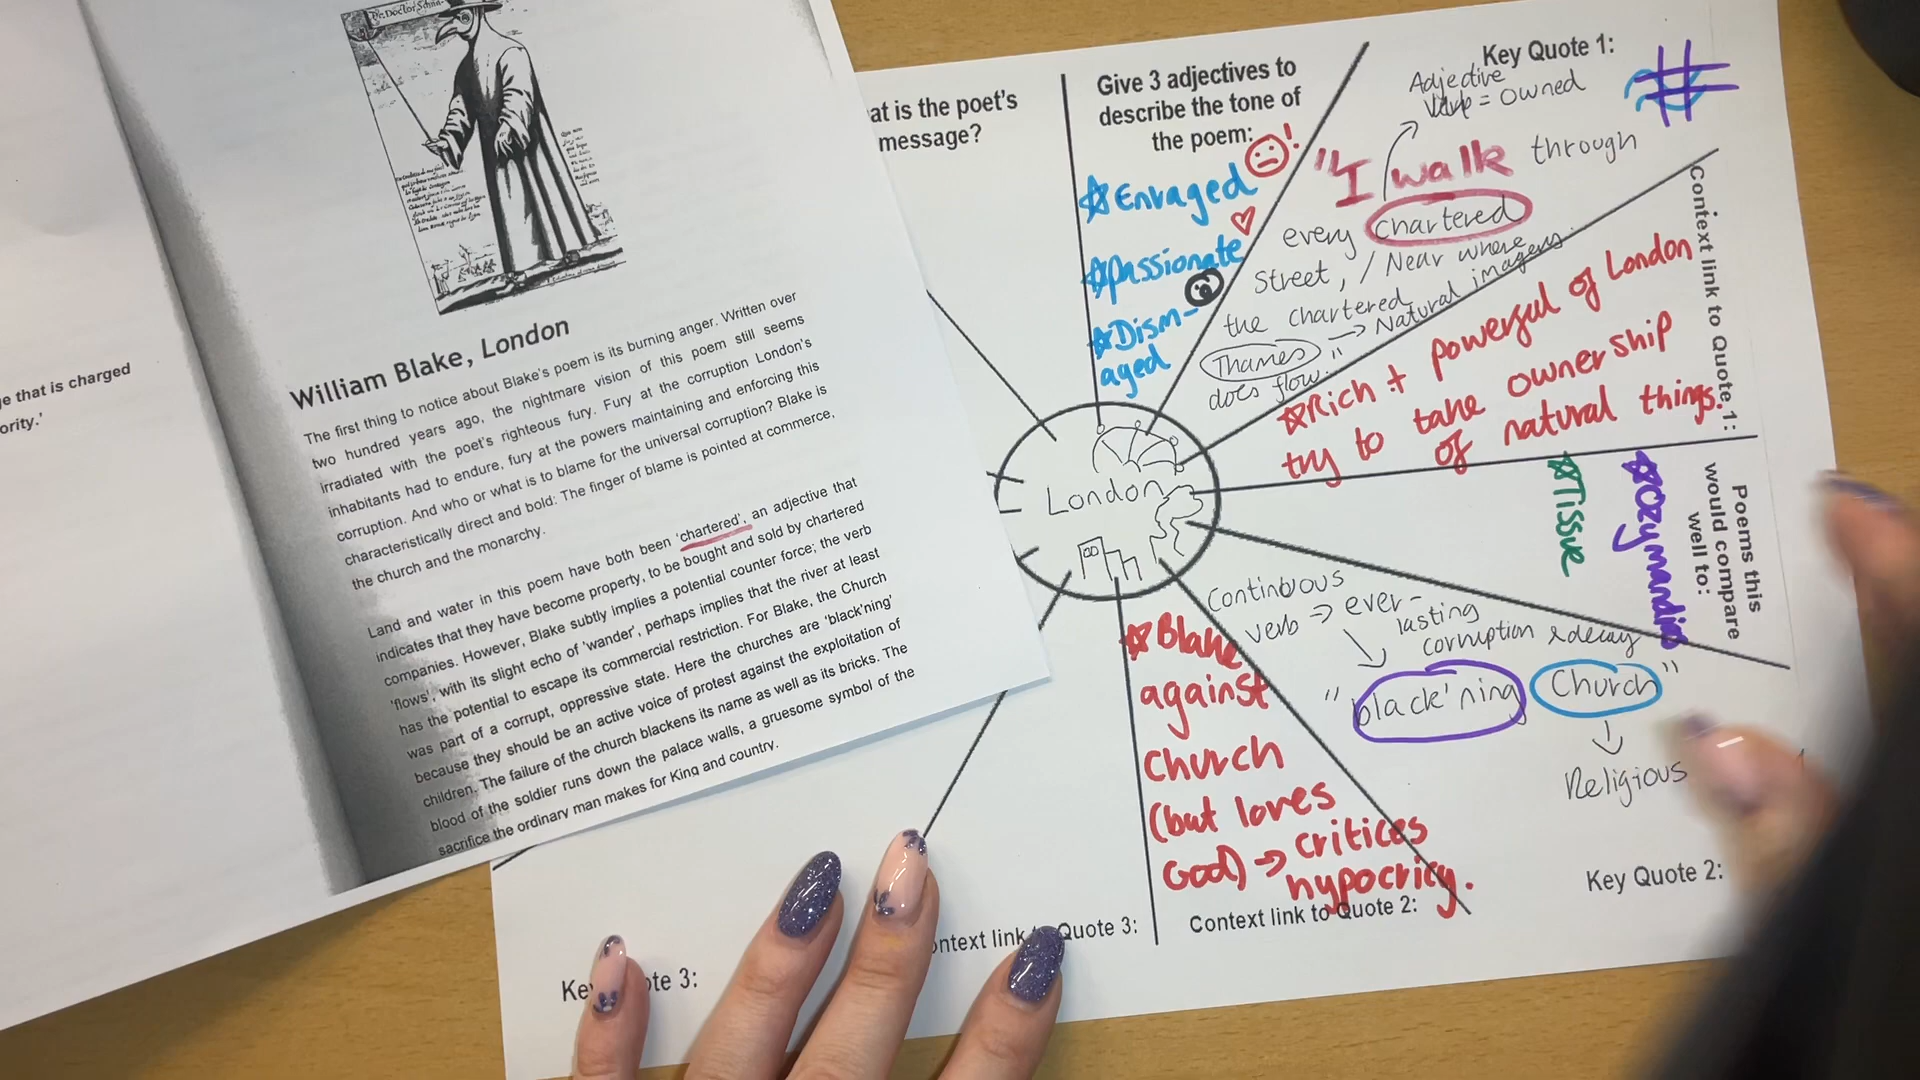 Dr. Doctor Schna-
e that is charged
ority.'
William Blake, London
The first thing to notice about Blake's poem is its burning anger. Written over
two hundred years ago, the nightmare vision of this poem still seems
irradiated with the poet's righteous fury. Fury at the corruption London's
inhabitants had to endure, fury at the powers maintaining and enforcing this
corruption. And who or what is to blame for the universal corruption? Blake is
characteristically direct and bold: The finger of blame is pointed at commerce,
the church and the monarchy.
Land and water in this poem have both been 'chartered', an adjective that
indicates that they have become property, to be bought and sold by chartered
companies. However, Blake subtly implies a potential counter force; the verb
'flows', with its slight echo of 'wander', perhaps implies that the river at least
has the potential to escape its commercial restriction. For Blake, the Church
was part of a corrupt, oppressive state. Here the churches are 'black'ning'
because they should be an active voice of protest against the exploitation of
children. The failure of the church blackens its name as well as its bricks. The
blood of the soldier runs down the palace walls, a gruesome symbol of the
sacrifice the ordinary man makes for King and country.
at is the poet's
message?
Give 3 adjectives to
describe the tone of
the poem:
Enraged
passionate
Dism-
aged
Key Quote 1:
Adjective
= owned
"I walk through
every chartered
Street, / Near where
the chartered
Thames"
does flow.
→ Natural imagery.
Context link to Quote 1:
Rich + powerful of London
try to take ownership
of natural things.
Poems this
would compare
well to:
Ozymandias
Tissue
London
continuous
verb → ever-
lasting
corruption & decay
"black'ning Church"
Religious
Key Quote 2:
Blake
against
church
(but loves
God) → critices
hypocricy.
Context link to Quote 2:
ontext link to Quote 3:
Key Quote 3: